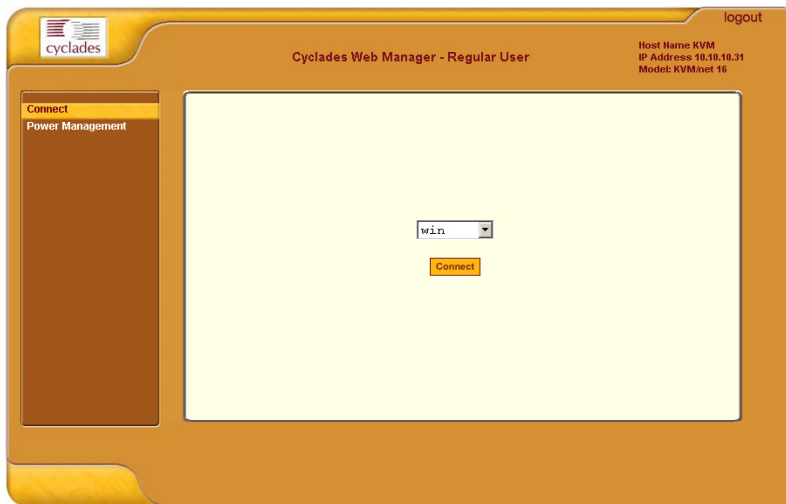 logout
cyclades
Cyclades Web Manager - Regular User
Host Name KVM
IP Address 10.10.10.31
Model: KVM/net 16
Connect
Power Management
win
Connect